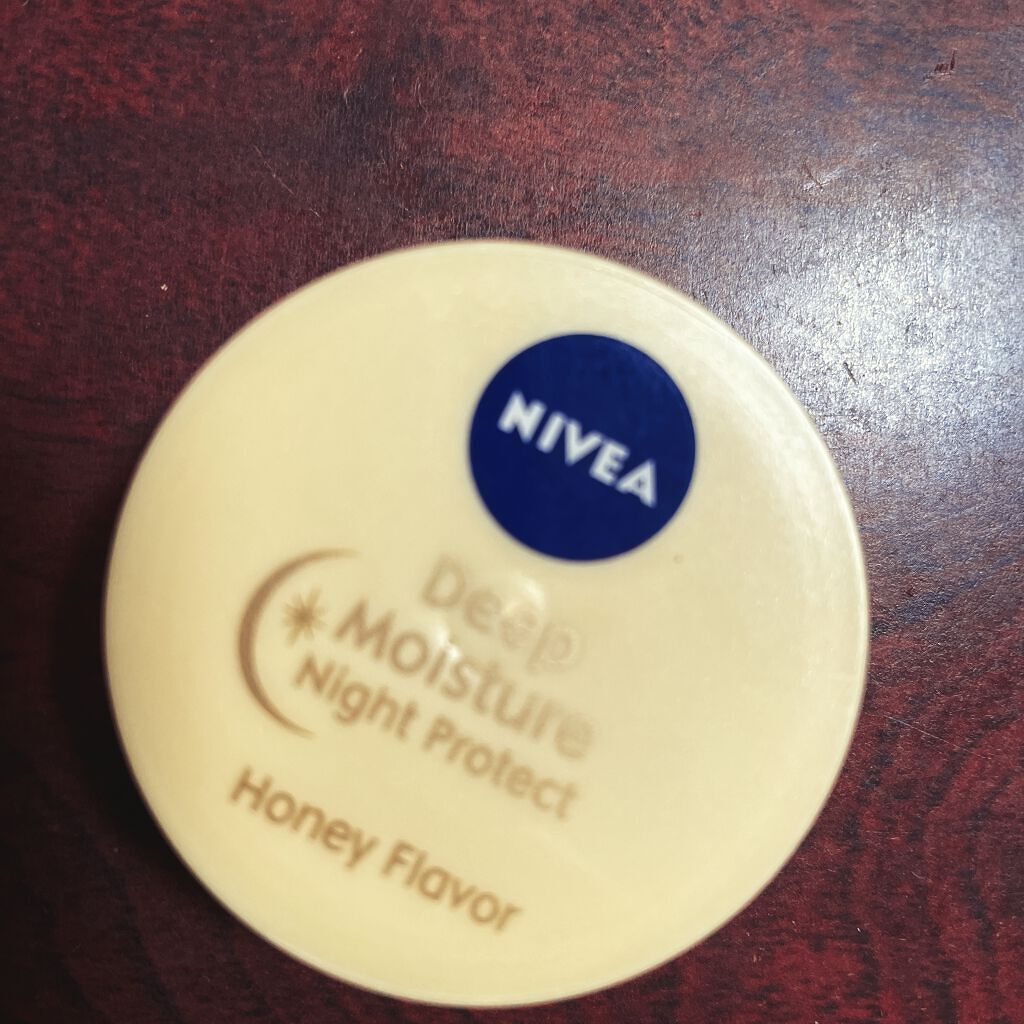 NIVEA
Deep
Moisture
Night Protect
Honey Flavor